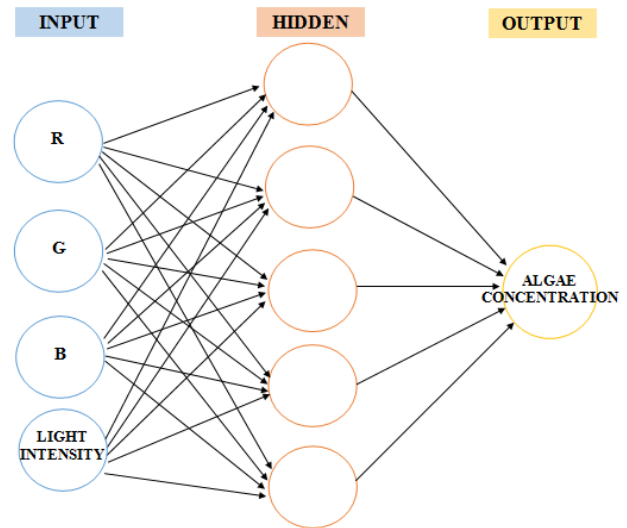 INPUT
HIDDEN
OUTPUT
R
G
B
LIGHT
INTENSITY
ALGAE
CONCENTRATION